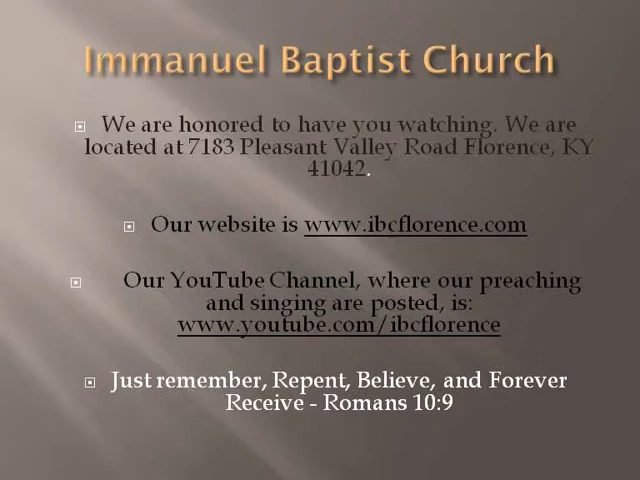 Immanuel Baptist Church
We are honored to have you watching. We are
located at 7183 Pleasant Valley Road Florence, KY
41042.
Our website is www.ibcflorence.com
Our YouTube Channel, where our preaching
and singing are posted, is:
www.youtube.com/ibcflorence
Just remember, Repent, Believe, and Forever
Receive - Romans 10:9